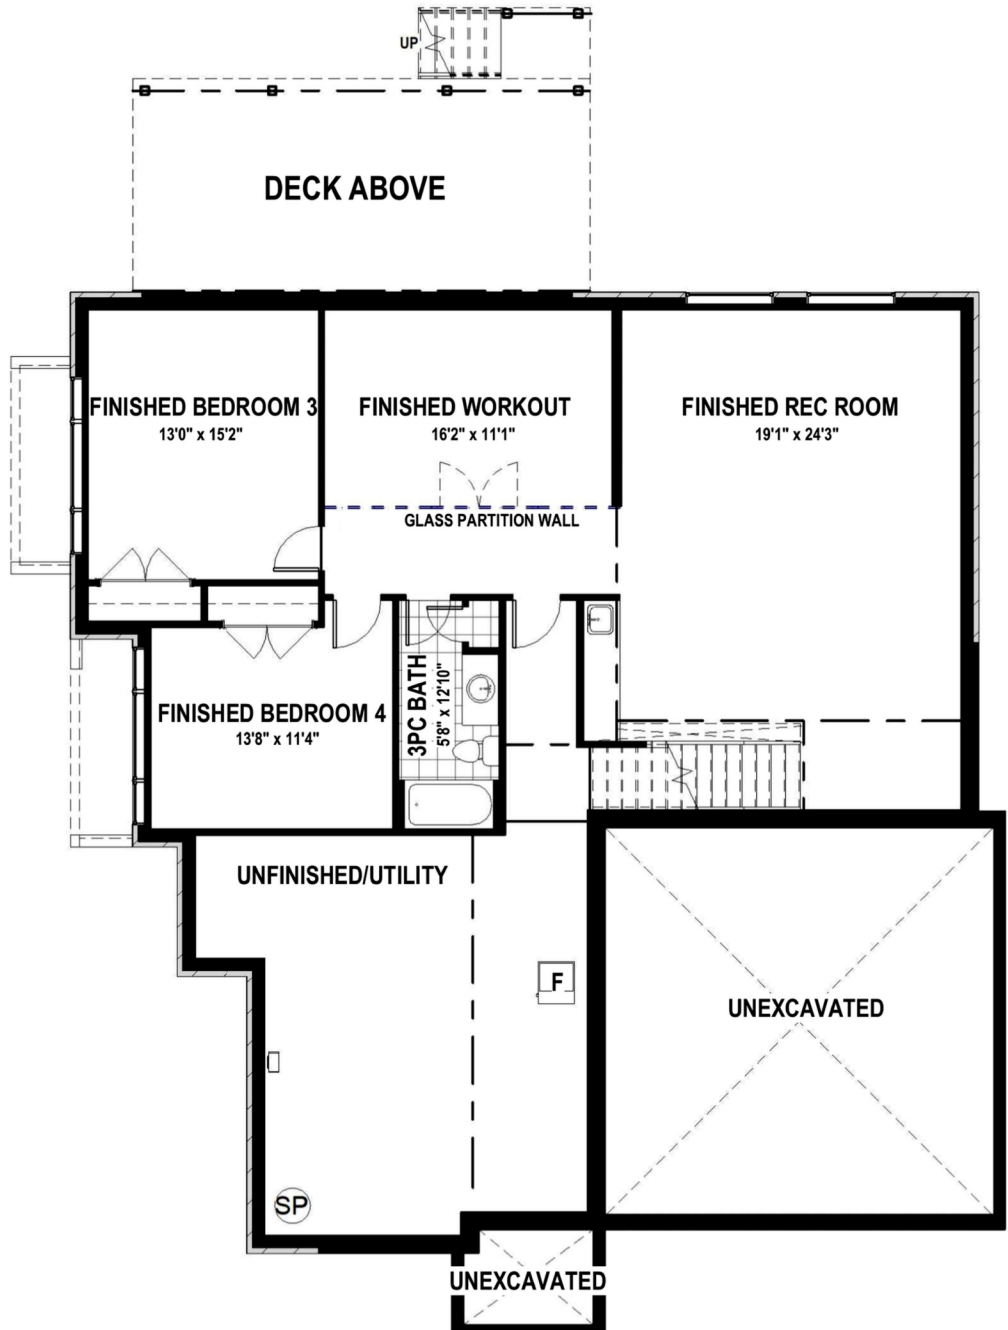 UP
DECK ABOVE
FINISHED BEDROOM 3
13'0" x 15'2"
FINISHED WORKOUT
16'2" x 11'1"
FINISHED REC ROOM
19'1" x 24'3"
GLASS PARTITION WALL
FINISHED BEDROOM 4
13'8" x 11'4"
3PC BATH
5'8" x 12'10"
UNFINISHED/UTILITY
F
UNEXCAVATED
SP
UNEXCAVATED